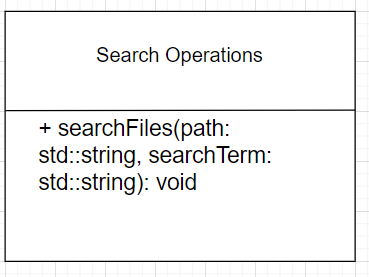 Search Operations
+ searchFiles(path:
std::string, searchTerm:
std::string): void